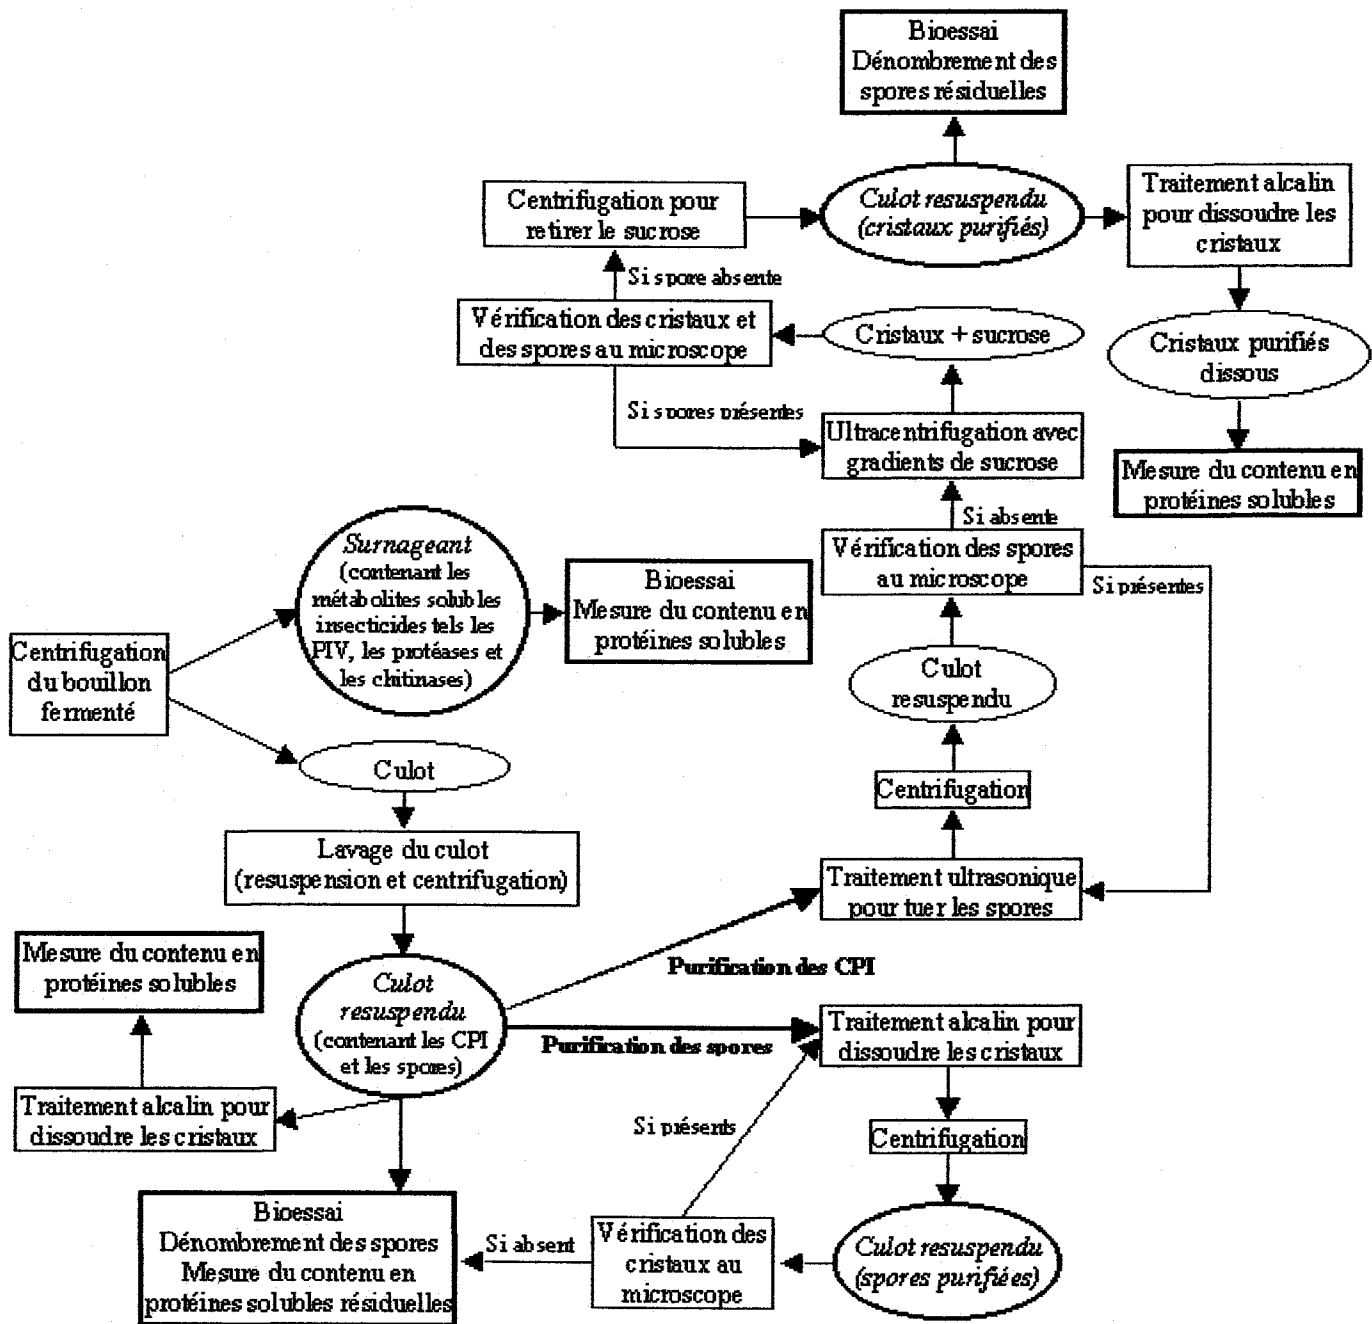 Bioessai
Dénombrement des
spores résiduelles
Centrifugation pour
retirer le sucrose
Culot resuspendu
(cristaux purifiés)
Traitement alcalin
pour dissoudre les
cristaux
Si spore absente
Vérification des cristaux et
des spores au microscope
Cristaux + sucrose
Cristaux purifiés
dissous
Si spores présentes
Ultracentrifugation avec
gradients de sucrose
Mesure du contenu en
protéines solubles
Si absente
Surnageant
(contenant les
métabolites solubles
insecticides tels les
PIV, les protéases et
les chitinases)
Bioessai
Mesure du contenu en
protéines solubles
Vérification des spores
au microscope
Si présentes
Centrifugation
du bouillon
fermenté
Culot
resuspendu
Culot
Centrifugation
Lavage du culot
(resuspension et centrifugation)
Traitement ultrasonique
pour tuer les spores
Mesure du contenu en
protéines solubles
Purification des CPI
Culot
resuspendu
(contenant les CPI
et les spores)
Purification des spores
Traitement alcalin pour
dissoudre les cristaux
Traitement alcalin pour
dissoudre les cristaux
Si présents
Centrifugation
Bioessai
Dénombrement des spores
Mesure du contenu en
protéines solubles résiduelles
Si absent
Vérification des
cristaux au
microscope
Culot resuspendu
(spores purifiées)